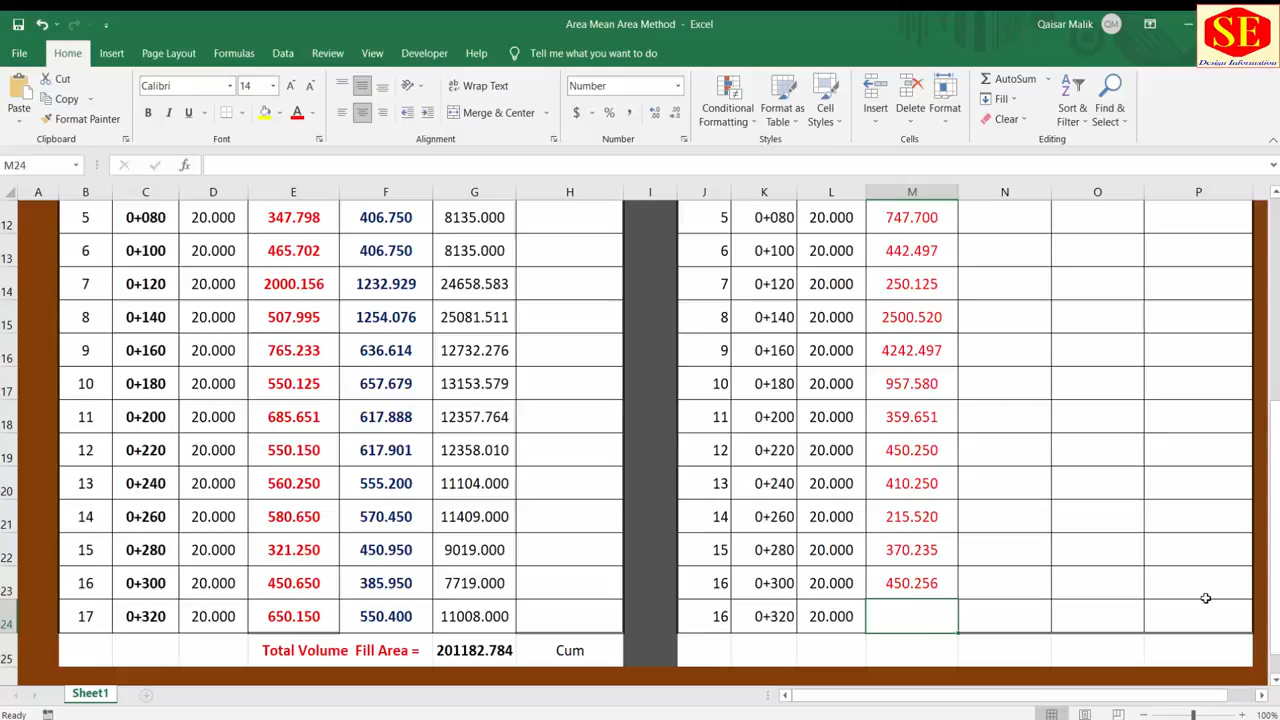 Area Mean Area Method - Excel
Qaisar Malik
QM
SE
Design Information
File Home Insert Page Layout Formulas Data Review View Developer Help Tell me what you want to do
Paste
Cut
Copy
Format Painter
Clipboard
Calibri 14
B I U
Font
Wrap Text
Merge & Center
Alignment
Number
$ %
Number
Conditional Formatting
Format as Table
Cell Styles
Styles
Insert Delete Format
Cells
AutoSum
Fill
Clear
Sort & Filter
Find & Select
Editing
M24
fx
A B C D E F G H I J K L M N O P
12 5 0+080 20.000 347.798 406.750 8135.000 5 0+080 20.000 747.700
13 6 0+100 20.000 465.702 406.750 8135.000 6 0+100 20.000 442.497
14 7 0+120 20.000 2000.156 1232.929 24658.583 7 0+120 20.000 250.125
15 8 0+140 20.000 507.995 1254.076 25081.511 8 0+140 20.000 2500.520
16 9 0+160 20.000 765.233 636.614 12732.276 9 0+160 20.000 4242.497
17 10 0+180 20.000 550.125 657.679 13153.579 10 0+180 20.000 957.580
18 11 0+200 20.000 685.651 617.888 12357.764 11 0+200 20.000 359.651
19 12 0+220 20.000 550.150 617.901 12358.010 12 0+220 20.000 450.250
20 13 0+240 20.000 560.250 555.200 11104.000 13 0+240 20.000 410.250
21 14 0+260 20.000 580.650 570.450 11409.000 14 0+260 20.000 215.520
22 15 0+280 20.000 321.250 450.950 9019.000 15 0+280 20.000 370.235
23 16 0+300 20.000 450.650 385.950 7719.000 16 0+300 20.000 450.256
24 17 0+320 20.000 650.150 550.400 11008.000 16 0+320 20.000
25 Total Volume Fill Area = 201182.784 Cum
Sheet1
Ready
100%